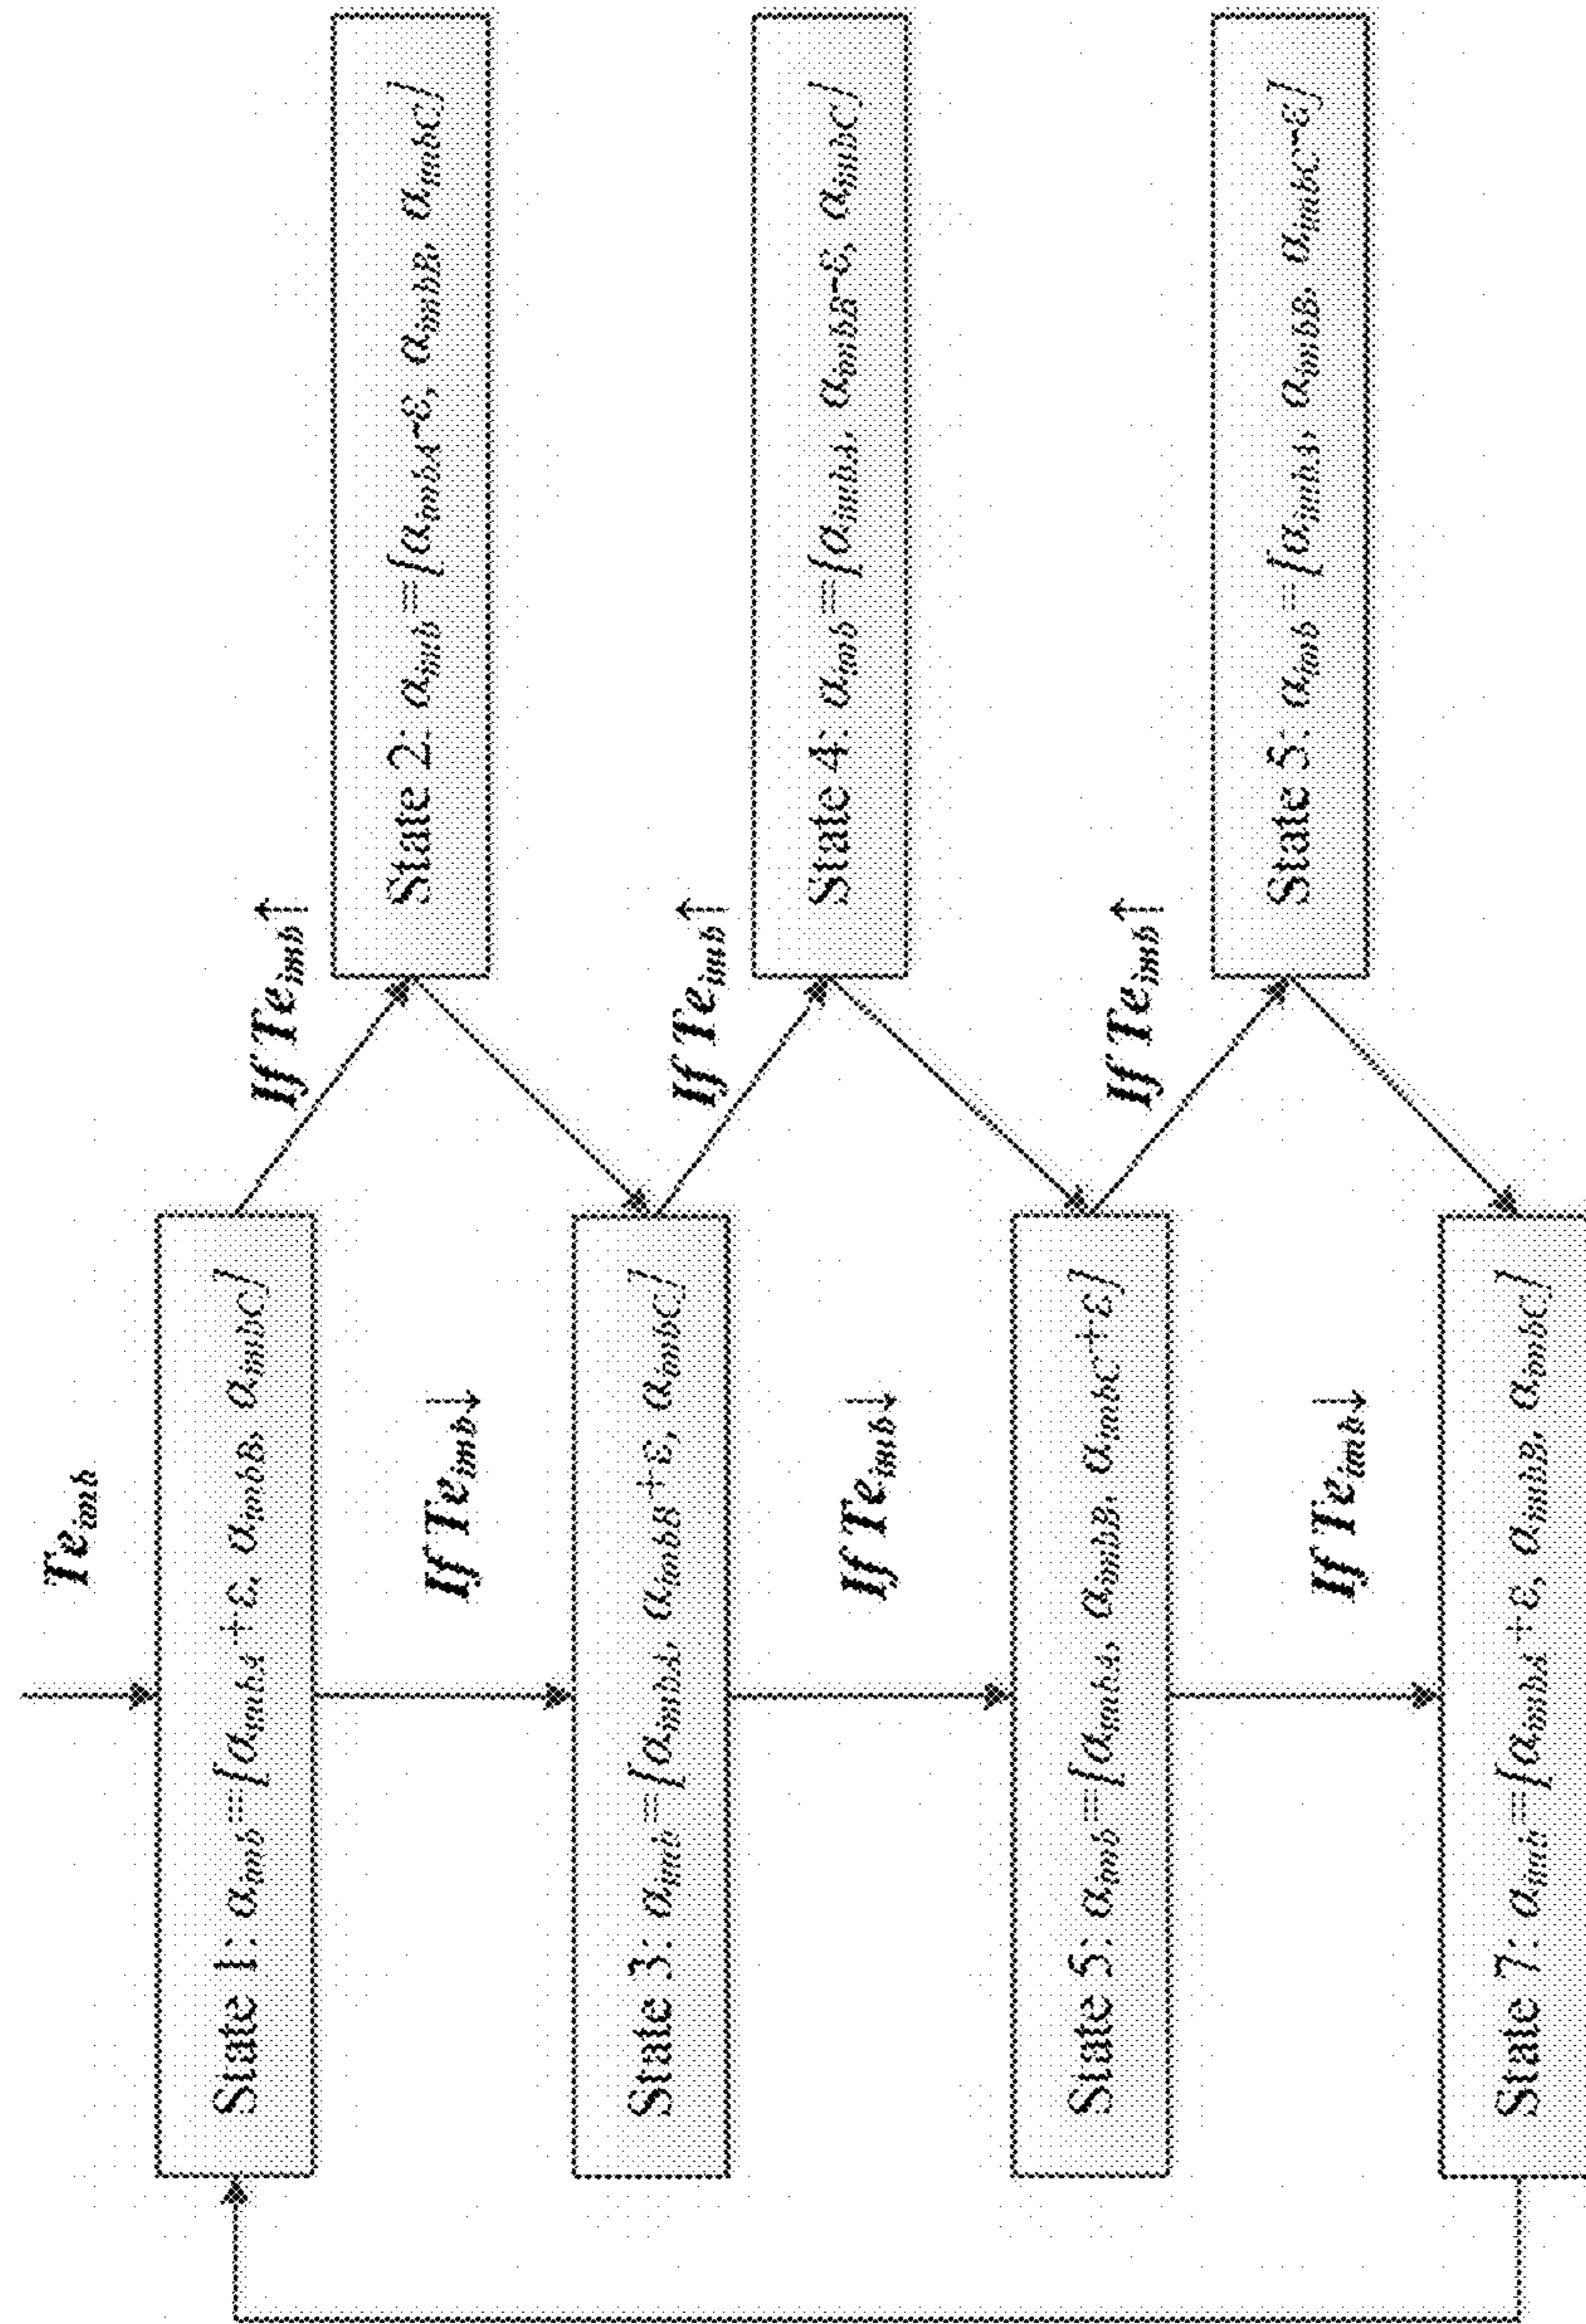 Te_imb
State 1: α_imb=[α_imbA+ε, α_imbB, α_imbC]
If Te_imb↑
State 2: α_imb=[α_imbA-ε, α_imbB, α_imbC]
If Te_imb↓
State 3: α_imb=[α_imbA, α_imbB+ε, α_imbC]
If Te_imb↑
State 4: α_imb=[α_imbA, α_imbB-ε, α_imbC]
If Te_imb↓
State 5: α_imb=[α_imbA, α_imbB, α_imbC+ε]
If Te_imb↑
State 5: α_imb=[α_imbA, α_imbB, α_imbC-ε]
If Te_imb↓
State 7: α_imb=[α_imbA+ε, α_imbB, α_imbC]